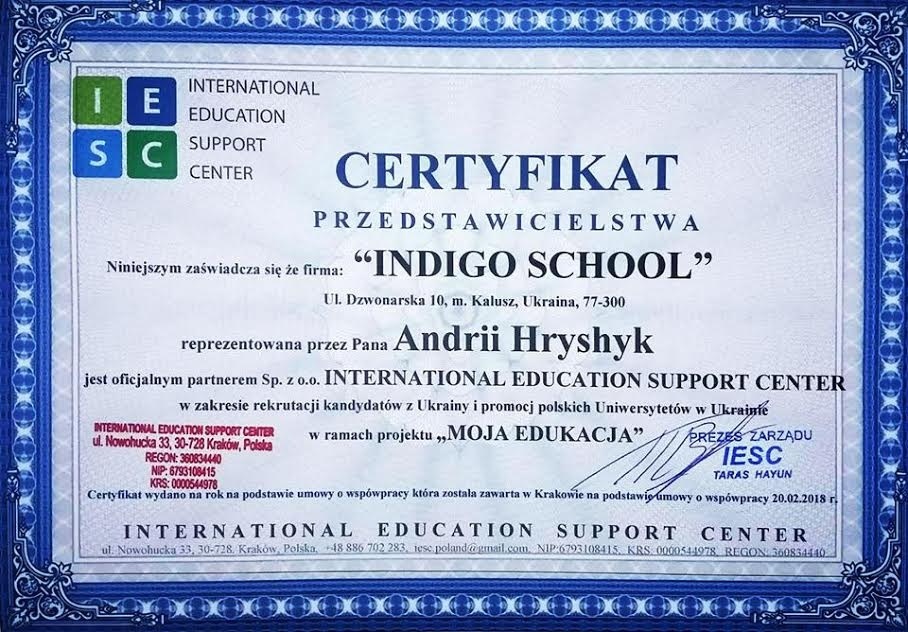 I E
S C
INTERNATIONAL
EDUCATION
SUPPORT
CENTER
CERTYFIKAT
PRZEDSTAWICIELSTWA
Niniejszym zaświadcza się że firma: “INDIGO SCHOOL”
Ul. Dzwonarska 10, m. Kalusz, Ukraina, 77-300
reprezentowana przez Pana Andrii Hryshyk
jest oficjalnym partnerem Sp. z o.o. INTERNATIONAL EDUCATION SUPPORT CENTER
w zakresie rekrutacji kandydatów z Ukrainy i promocj polskich Uniwersytetów w Ukrainie
w ramach projektu „MOJA EDUKACJA”
INTERNATIONAL EDUCATION SUPPORT CENTER
ul. Nowohucka 33, 30-728 Kraków, Polska
REGON: 360834440
NIP: 6793108415
KRS: 0000544978
PREZES ZARZĄDU
IESC
TARAS HAYUN
Certyfikat wydano na rok na podstawie umowy o wspópwracy która została zawarta w Krakowie na podstawie umowy o wspópwracy 20.02.2018 r.
INTERNATIONAL EDUCATION SUPPORT CENTER
ul. Nowohucka 33, 30-728. Kraków, Polska, +48 886 702 283, iesc.poland@gmail.com, NIP:6793108415, KRS 0000544978, REGON: 360834440